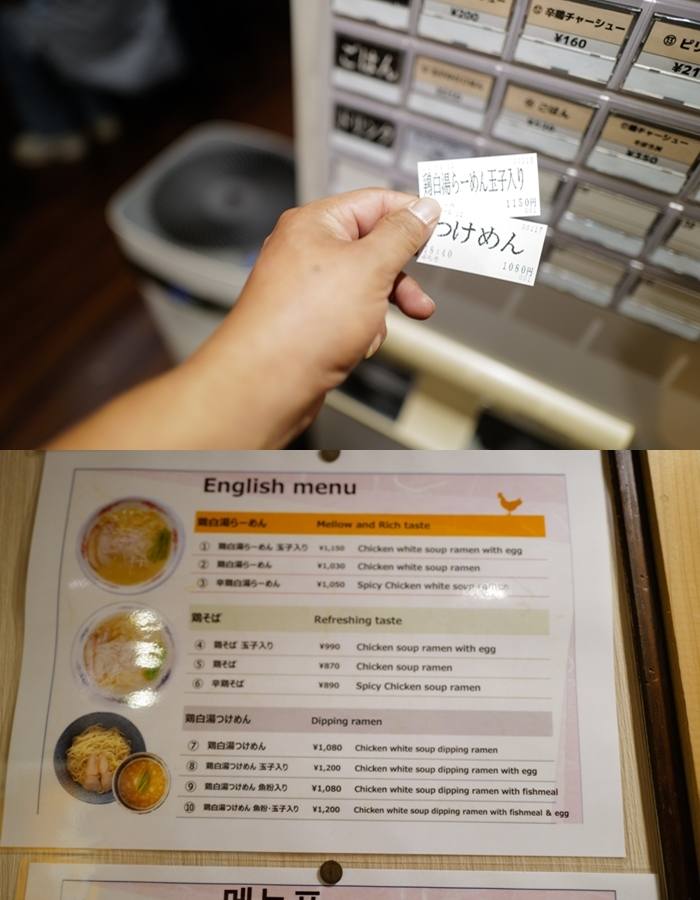 ¥200
辛鶏チャーシュー
¥160
ごはん
ごはん
ドリンク
鶏チャーシュー
¥350
鶏白湯らーめん玉子入り
1150円
つけめん
1080円
English menu
鶏白湯らーめん Mellow and Rich taste
① 鶏白湯らーめん 玉子入り ¥1,150 Chicken white soup ramen with egg
② 鶏白湯らーめん ¥1,030 Chicken white soup ramen
③ 辛鶏白湯らーめん ¥1,050 Spicy Chicken white soup ramen
鶏そば Refreshing taste
④ 鶏そば 玉子入り ¥990 Chicken soup ramen with egg
⑤ 鶏そば ¥870 Chicken soup ramen
⑥ 辛鶏そば ¥890 Spicy Chicken soup ramen
鶏白湯つけめん Dipping ramen
⑦ 鶏白湯つけめん ¥1,080 Chicken white soup dipping ramen
⑧ 鶏白湯つけめん 玉子入り ¥1,200 Chicken white soup dipping ramen with egg
⑨ 鶏白湯つけめん 魚粉入り ¥1,080 Chicken white soup dipping ramen with fishmeal
⑩ 鶏白湯つけめん 魚粉・玉子入り ¥1,200 Chicken white soup dipping ramen with fishmeal & egg